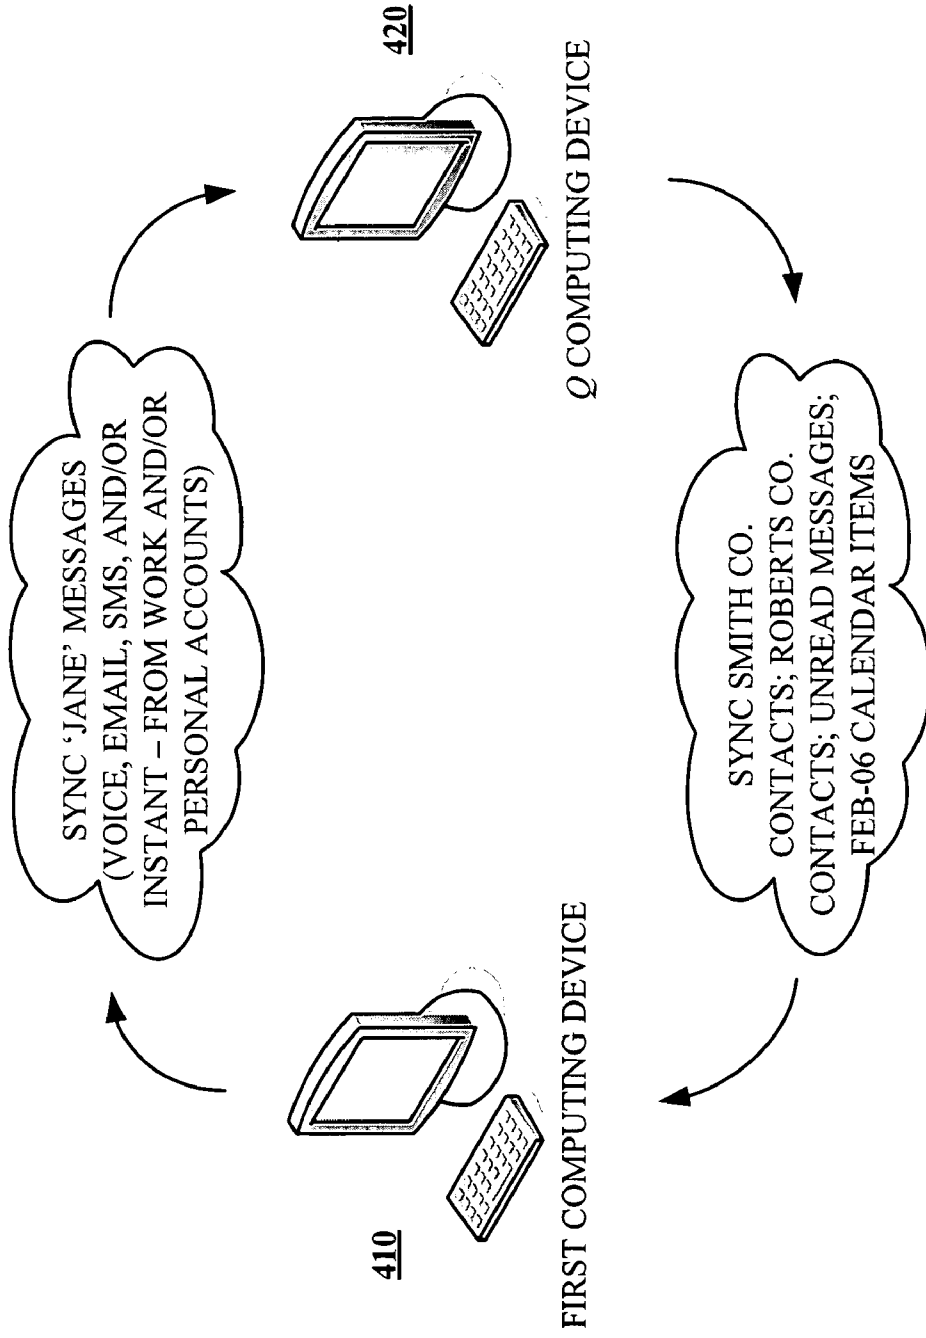 SYNC ‘JANE’ MESSAGES
(VOICE, EMAIL, SMS, AND/OR
INSTANT – FROM WORK AND/OR
PERSONAL ACCOUNTS)
410
FIRST COMPUTING DEVICE
420
Q COMPUTING DEVICE
SYNC SMITH CO.
CONTACTS; ROBERTS CO.
CONTACTS; UNREAD MESSAGES;
FEB-06 CALENDAR ITEMS